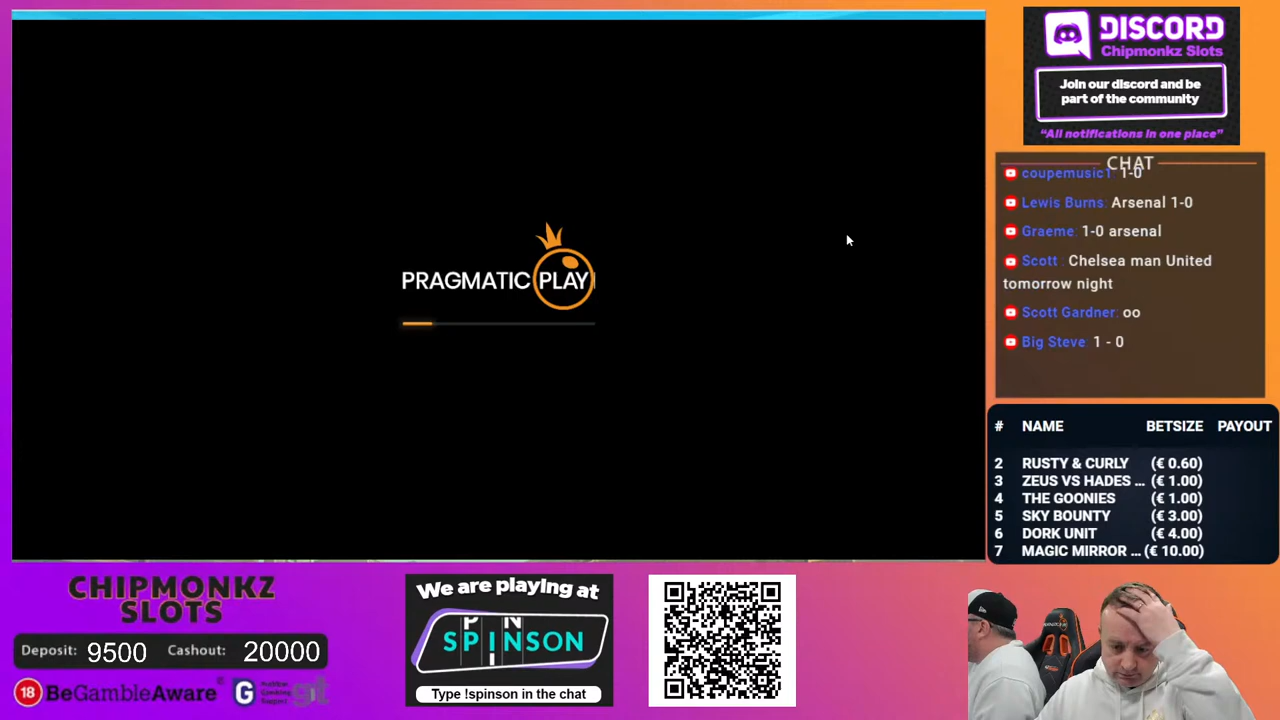 DISCORD
Chipmonkz Slots
Join our discord and be
part of the community
"All notifications in one place"
CHAT
coupemusic1: 1-0
Lewis Burns: Arsenal 1-0
Graeme: 1-0 arsenal
Scott : Chelsea man United
tomorrow night
Scott Gardner: oo
Big Steve: 1 - 0
PRAGMATIC PLAY
# NAME BETSIZE PAYOUT
2 RUSTY & CURLY (€ 0.60)
3 ZEUS VS HADES ... (€ 1.00)
4 THE GOONIES (€ 1.00)
5 SKY BOUNTY (€ 3.00)
6 DORK UNIT (€ 4.00)
7 MAGIC MIRROR ... (€ 10.00)
CHIPMONKZ
SLOTS
Deposit: 9500 Cashout: 20000
18 BeGambleAware
We are playing at
SPINSON
Type !spinson in the chat